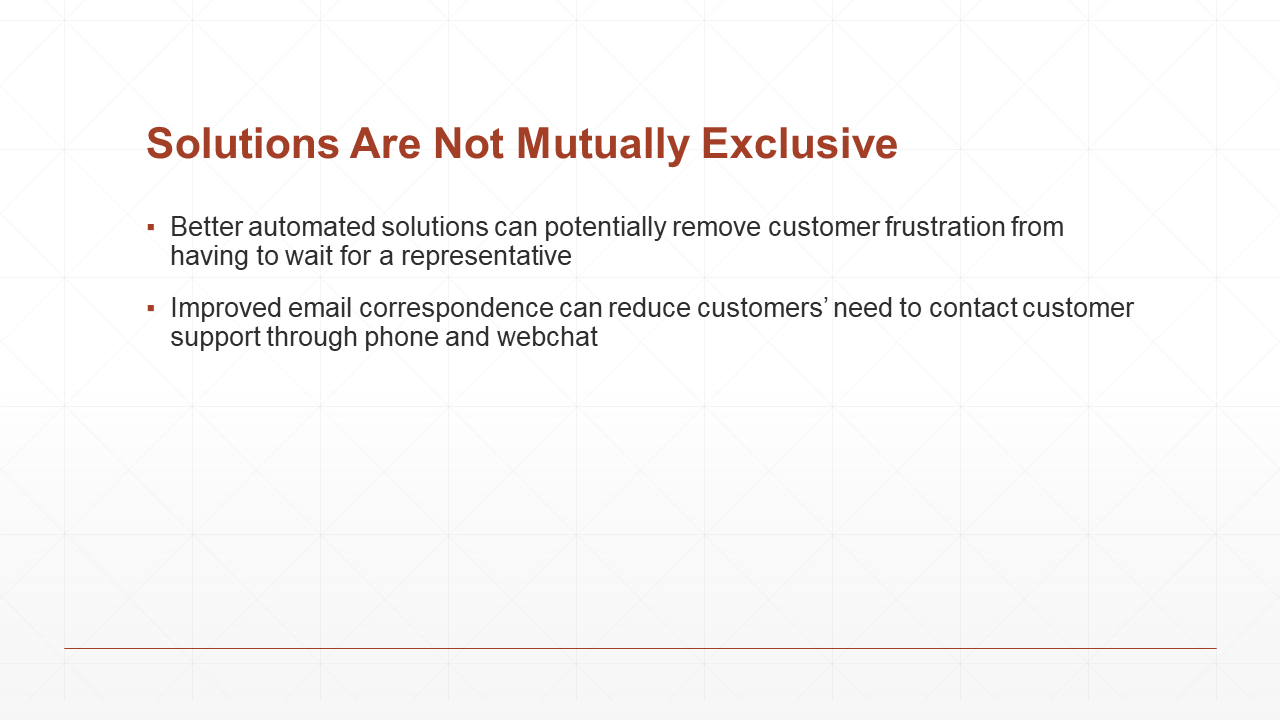 Solutions Are Not Mutually Exclusive
▪ Better automated solutions can potentially remove customer frustration from
having to wait for a representative
▪ Improved email correspondence can reduce customers’ need to contact customer
support through phone and webchat